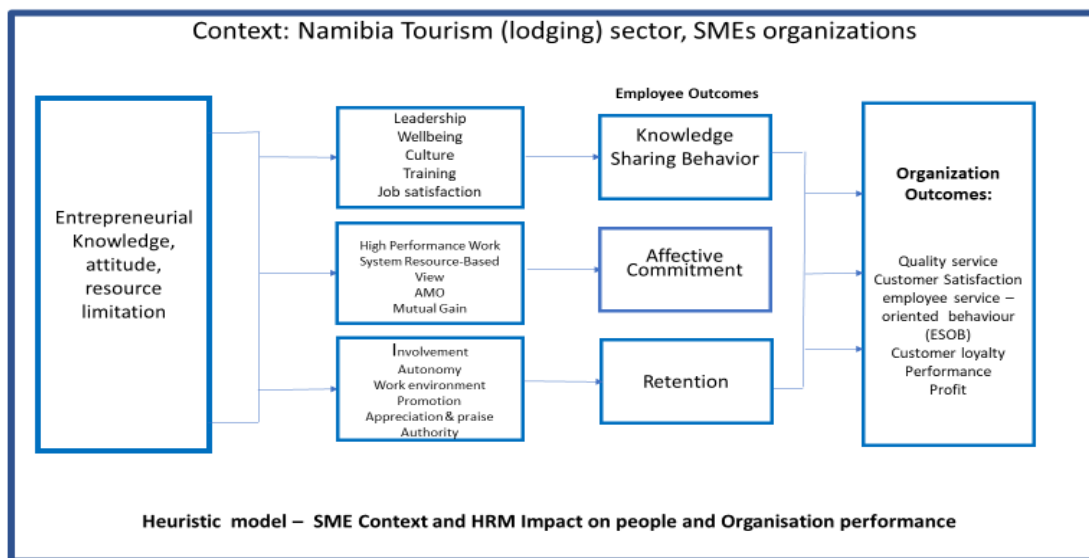 Context: Namibia Tourism (lodging) sector, SMEs organizations
Entrepreneurial
Knowledge,
attitude,
resource
limitation
Leadership
Wellbeing
Culture
Training
Job satisfaction
High Performance Work
System Resource-Based
View
AMO
Mutual Gain
Involvement
Autonomy
Work environment
Promotion
Appreciation & praise
Authority
Employee Outcomes
Knowledge
Sharing Behavior
Affective
Commitment
Retention
Organization
Outcomes:
Quality service
Customer Satisfaction
employee service –
oriented behaviour
(ESOB)
Customer loyalty
Performance
Profit
Heuristic model – SME Context and HRM Impact on people and Organisation performance